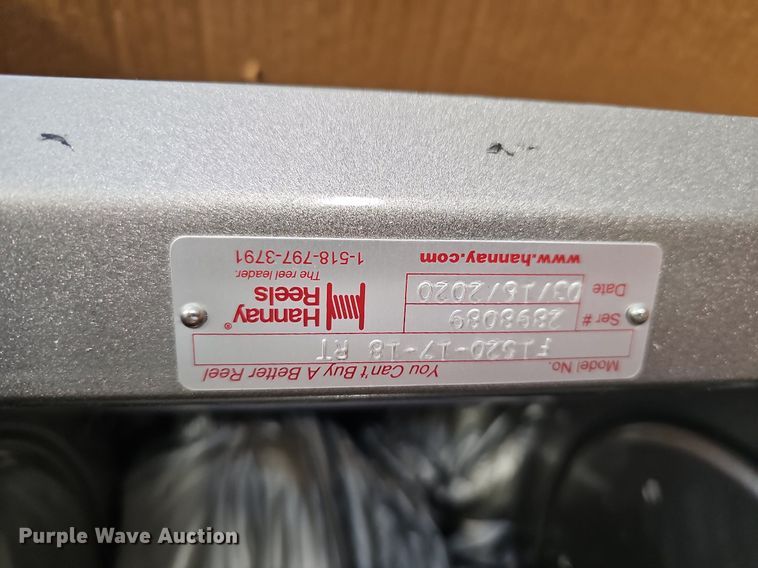 You Can't Buy A Better Reel
Model No. F1520-17-18 RT
Ser # 2898089
Date 03/16/2020
Hannay®
Reels
The reel leader.
www.hannay.com
1-518-797-3791
Purple Wave Auction®